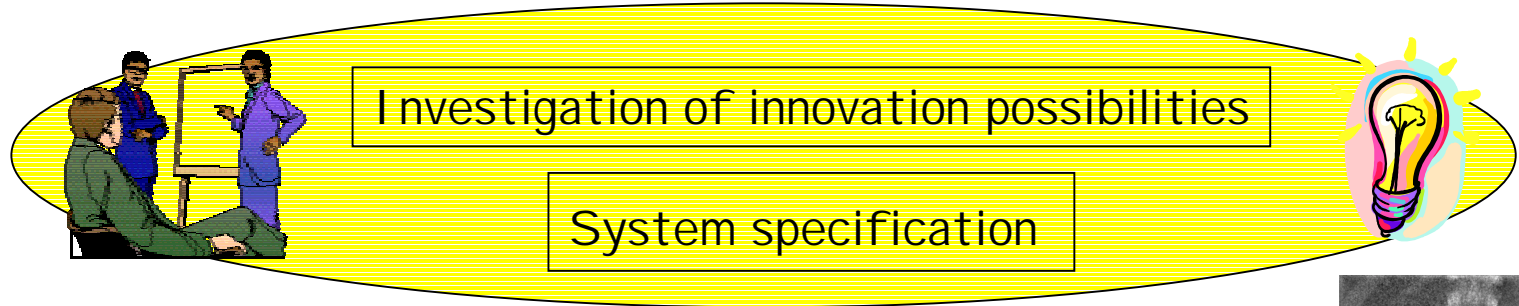 Investigation of innovation possibilities
System specification